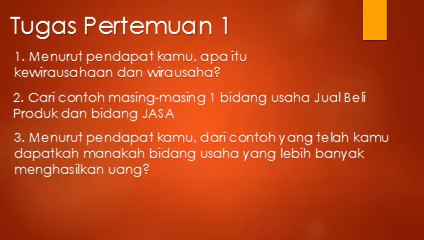 Tugas Pertemuan 1
1. Menurut pendapat kamu, apa itu
kewirausahaan dan wirausaha?
2. Cari contoh masing-masing 1 bidang usaha Jual Beli
Produk dan bidang JASA
3. Menurut pendapat kamu, dari contoh yang telah kamu
dapatkah manakah bidang usaha yang lebih banyak
menghasilkan uang?